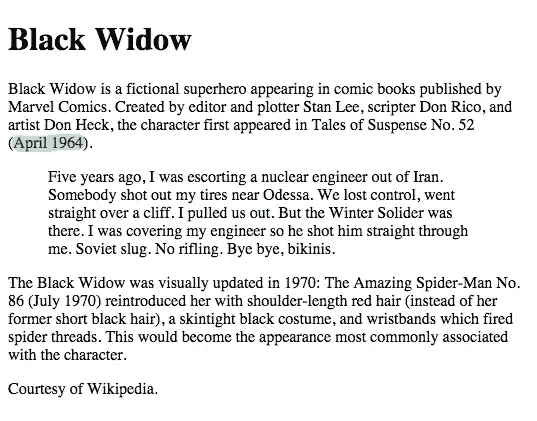 Black Widow
Black Widow is a fictional superhero appearing in comic books published by
Marvel Comics. Created by editor and plotter Stan Lee, scripter Don Rico, and
artist Don Heck, the character first appeared in Tales of Suspense No. 52
(April 1964).
Five years ago, I was escorting a nuclear engineer out of Iran.
Somebody shot out my tires near Odessa. We lost control, went
straight over a cliff. I pulled us out. But the Winter Solider was
there. I was covering my engineer so he shot him straight through
me. Soviet slug. No rifling. Bye bye, bikinis.
The Black Widow was visually updated in 1970: The Amazing Spider-Man No.
86 (July 1970) reintroduced her with shoulder-length red hair (instead of her
former short black hair), a skintight black costume, and wristbands which fired
spider threads. This would become the appearance most commonly associated
with the character.
Courtesy of Wikipedia.